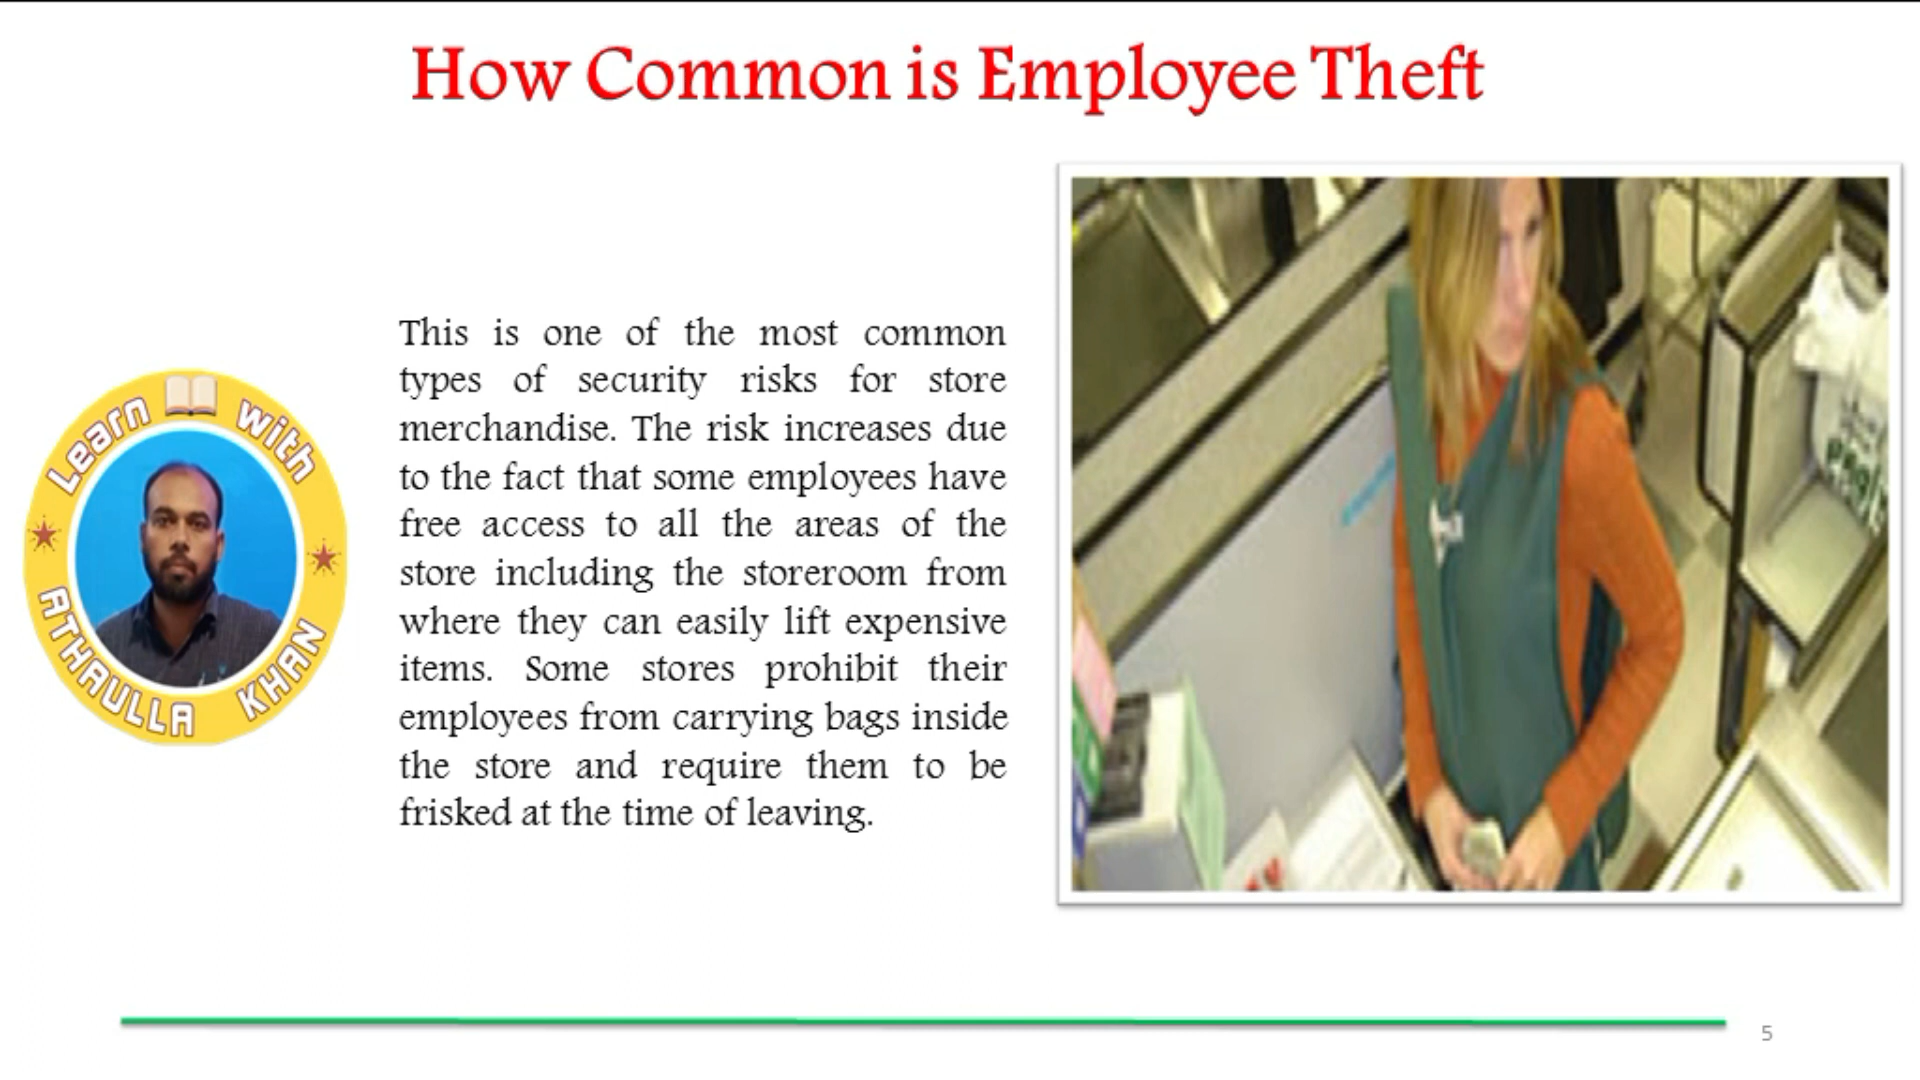 How Common is Employee Theft
This is one of the most common
types of security risks for store
merchandise. The risk increases due
to the fact that some employees have
free access to all the areas of the
store including the storeroom from
where they can easily lift expensive
items. Some stores prohibit their
employees from carrying bags inside
the store and require them to be
frisked at the time of leaving.
Learn with
ATHAULLA KHAN
5